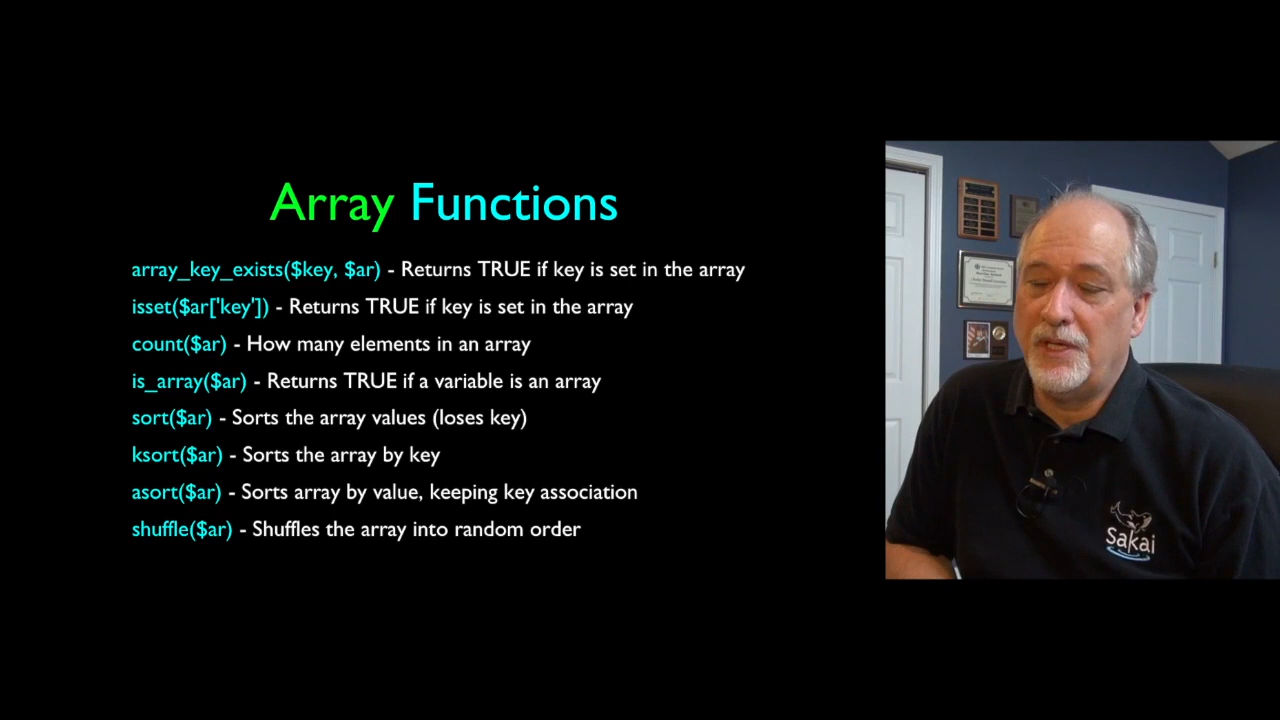 Array Functions
array_key_exists($key, $ar) - Returns TRUE if key is set in the array
isset($ar['key']) - Returns TRUE if key is set in the array
count($ar) - How many elements in an array
is_array($ar) - Returns TRUE if a variable is an array
sort($ar) - Sorts the array values (loses key)
ksort($ar) - Sorts the array by key
asort($ar) - Sorts array by value, keeping key association
shuffle($ar) - Shuffles the array into random order
sakai